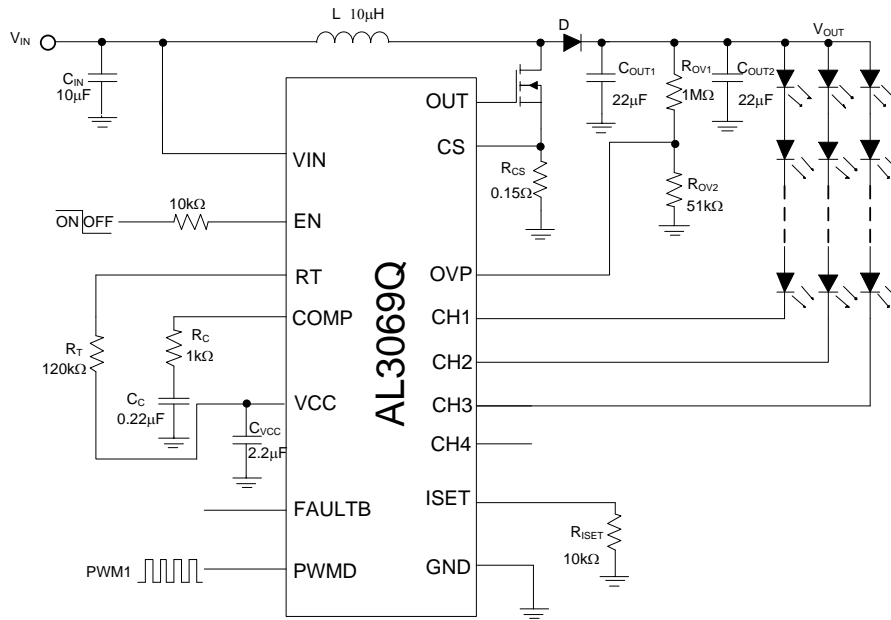 L 10µH
D
VIN
VOUT
CIN
10µF
COUT1
22µF
ROV1
1MΩ
COUT2
22µF
OUT
CS
RCS
0.15Ω
ROV2
51kΩ
VIN
10kΩ
ON OFF
EN
RT
OVP
COMP
CH1
RT
120kΩ
RC
1kΩ
AL3069Q
CH2
CC
0.22µF
VCC
CH3
CVCC
2.2µF
CH4
FAULTB
ISET
RISET
10kΩ
PWM1
PWMD
GND